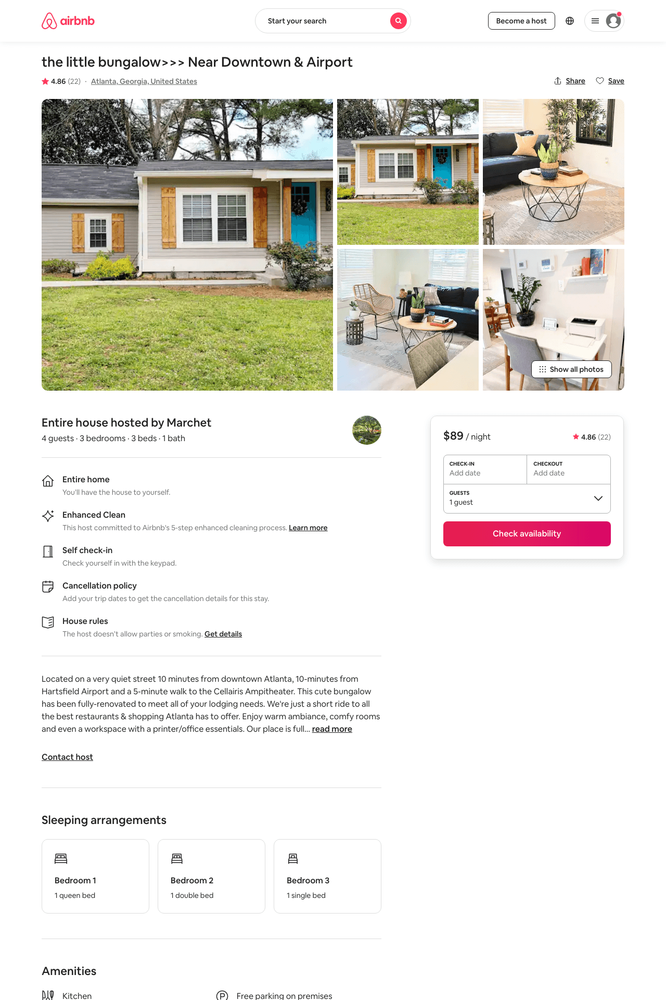 airbnb
Start your search
Become a host
the little bungalow>>> Near Downtown & Airport
4.86 (22) · Atlanta, Georgia, United States
Share
Save
Show all photos
Entire house hosted by Marchet
4 guests · 3 bedrooms · 3 beds · 1 bath
Entire home
You’ll have the house to yourself.
Enhanced Clean
This host committed to Airbnb's 5-step enhanced cleaning process. Learn more
Self check-in
Check yourself in with the keypad.
Cancellation policy
Add your trip dates to get the cancellation details for this stay.
House rules
The host doesn’t allow parties or smoking. Get details
$89 / night
4.86 (22)
CHECK-IN
Add date
CHECKOUT
Add date
GUESTS
1 guest
Check availability
Located on a very quiet street 10 minutes from downtown Atlanta, 10-minutes from
Hartsfield Airport and a 5-minute walk to the Cellairis Ampitheater. This cute bungalow
has been fully-renovated to meet all of your lodging needs. We're just a short ride to all
the best restaurants & shopping Atlanta has to offer. Enjoy warm ambiance, comfy rooms
and even a workspace with a printer/office essentials. Our place is full... read more
Contact host
Sleeping arrangements
Bedroom 1
1 queen bed
Bedroom 2
1 double bed
Bedroom 3
1 single bed
Amenities
Kitchen
Free parking on premises